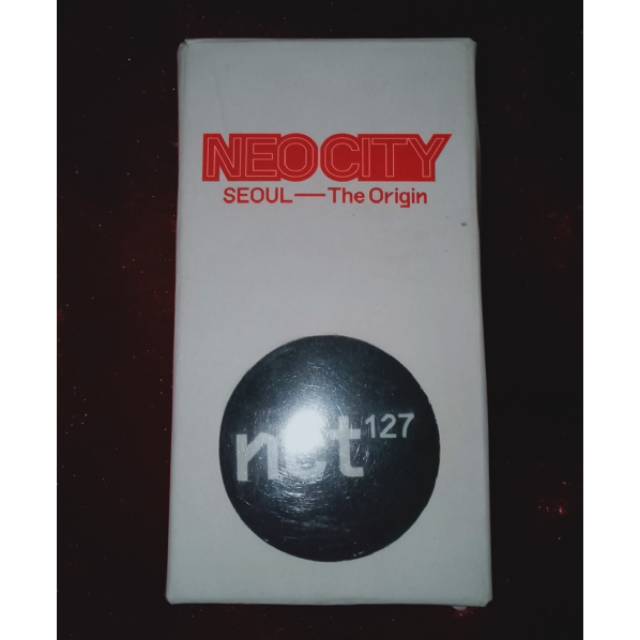 NEO CITY
SEOUL — The Origin
nct 127